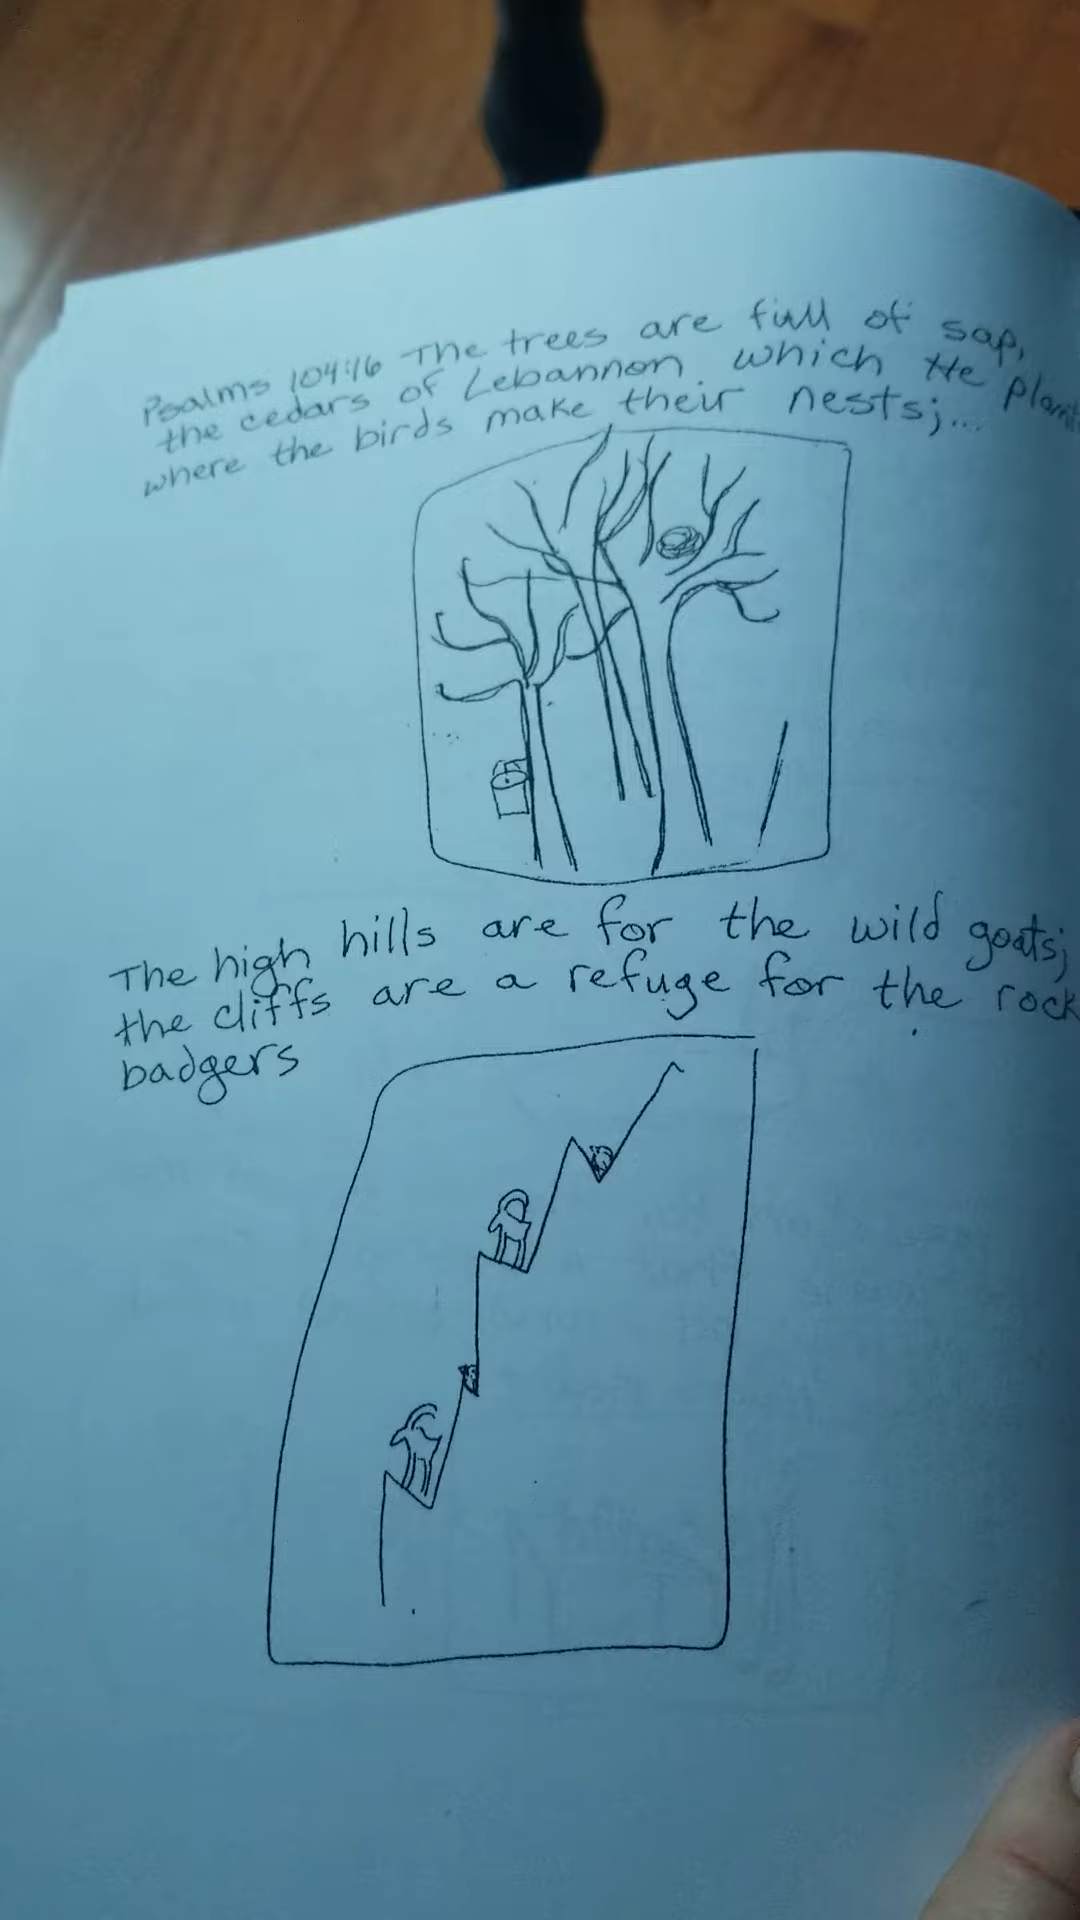 Psalms 104:16 The trees are full of sap,
the cedars of Lebannon which He plant
where the birds make their nests;...
The high hills are for the wild goats;
the cliffs are a refuge for the rock
badgers